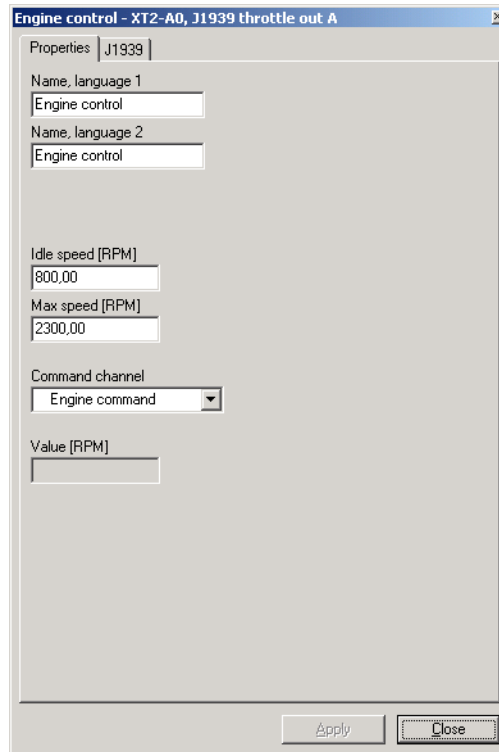 Engine control - XT2-A0, J1939 throttle out A
Properties J1939
Name, language 1
Engine control
Name, language 2
Engine control
Idle speed [RPM]
800,00
Max speed [RPM]
2300,00
Command channel
Engine command
Value [RPM]
Apply Close